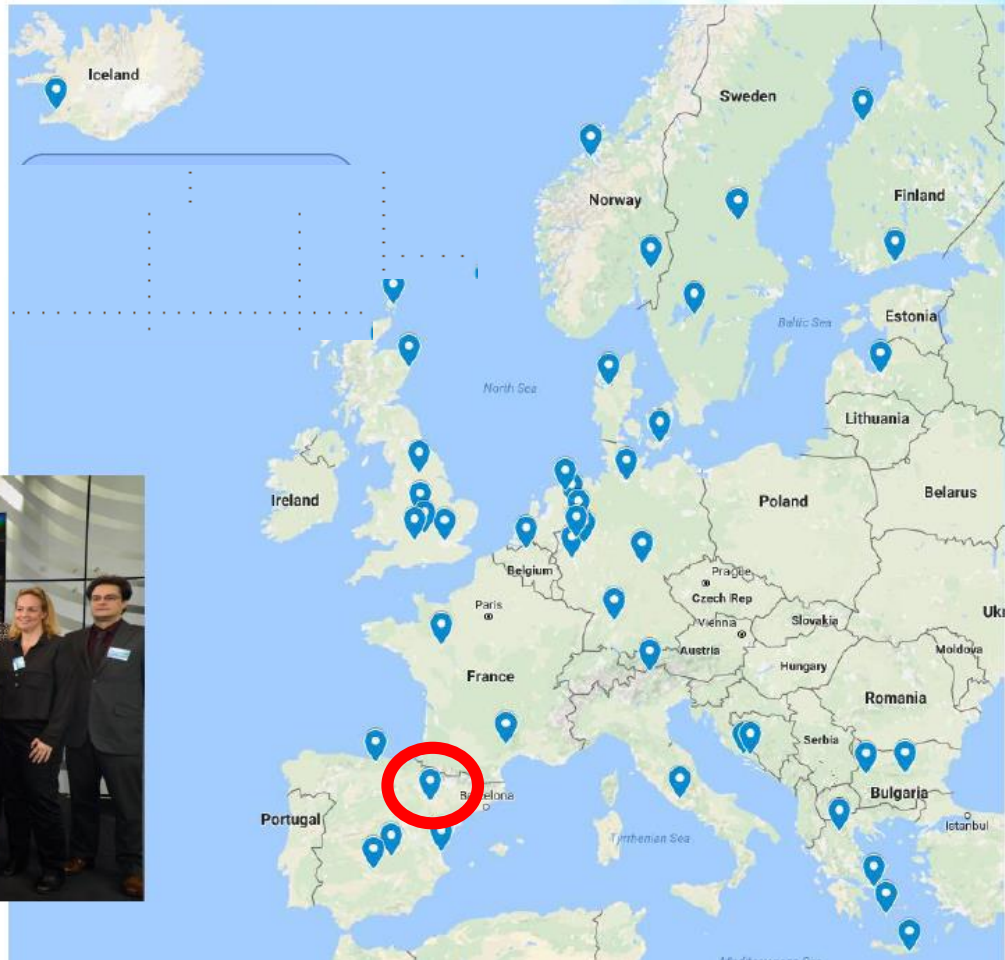 Iceland
Sweden
Norway
Finland
Estonia
Baltic Sea
North Sea
Lithuania
Ireland
Poland
Belarus
Belgium
Prague
Czech Rep
Paris
Vienna
Slovakia
Ukr
Austria
Moldova
Hungary
France
Romania
Serbia
Bulgaria
Barcelona
Portugal
Istanbul
Tyrrhenian Sea